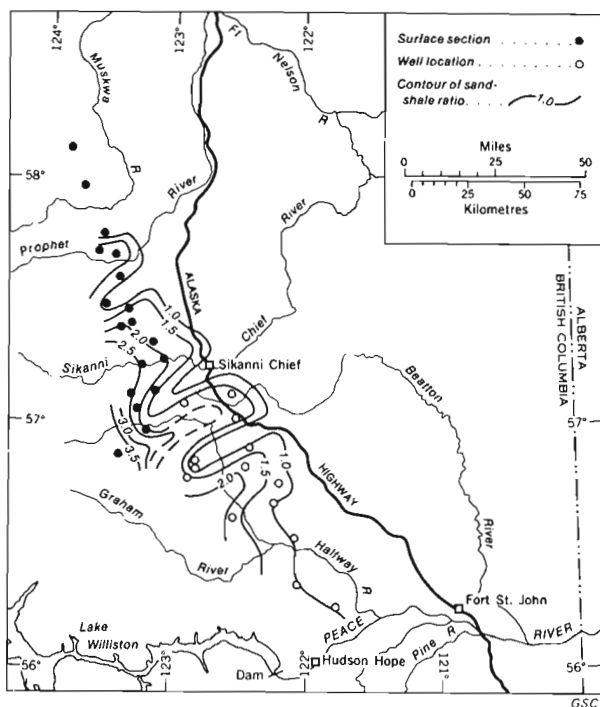 124°
123°
122°
Surface section . . . . . . . ●
Well location . . . . . . . . ○
Contour of sand-
shale ratio . . . . 1.0
Miles
0 25 50
0 25 50 75
Kilometres
Muskwa
R
Ft
Nelson
R
58°
River
Prophet
River
ALASKA
1.0
1.5
2.0
2.5
Chief
Sikanni
Sikanni Chief
ALBERTA
BRITISH COLUMBIA
Beatton
57°
57°
3.0
3.5
HIGHWAY
1.0
1.5
2.0
Graham
River
Halfway
R
River
Fort St. John
PEACE
RIVER
Pine R
Lake
Williston
56°
123°
Dam
122°
Hudson Hope
121°
56°
GSC